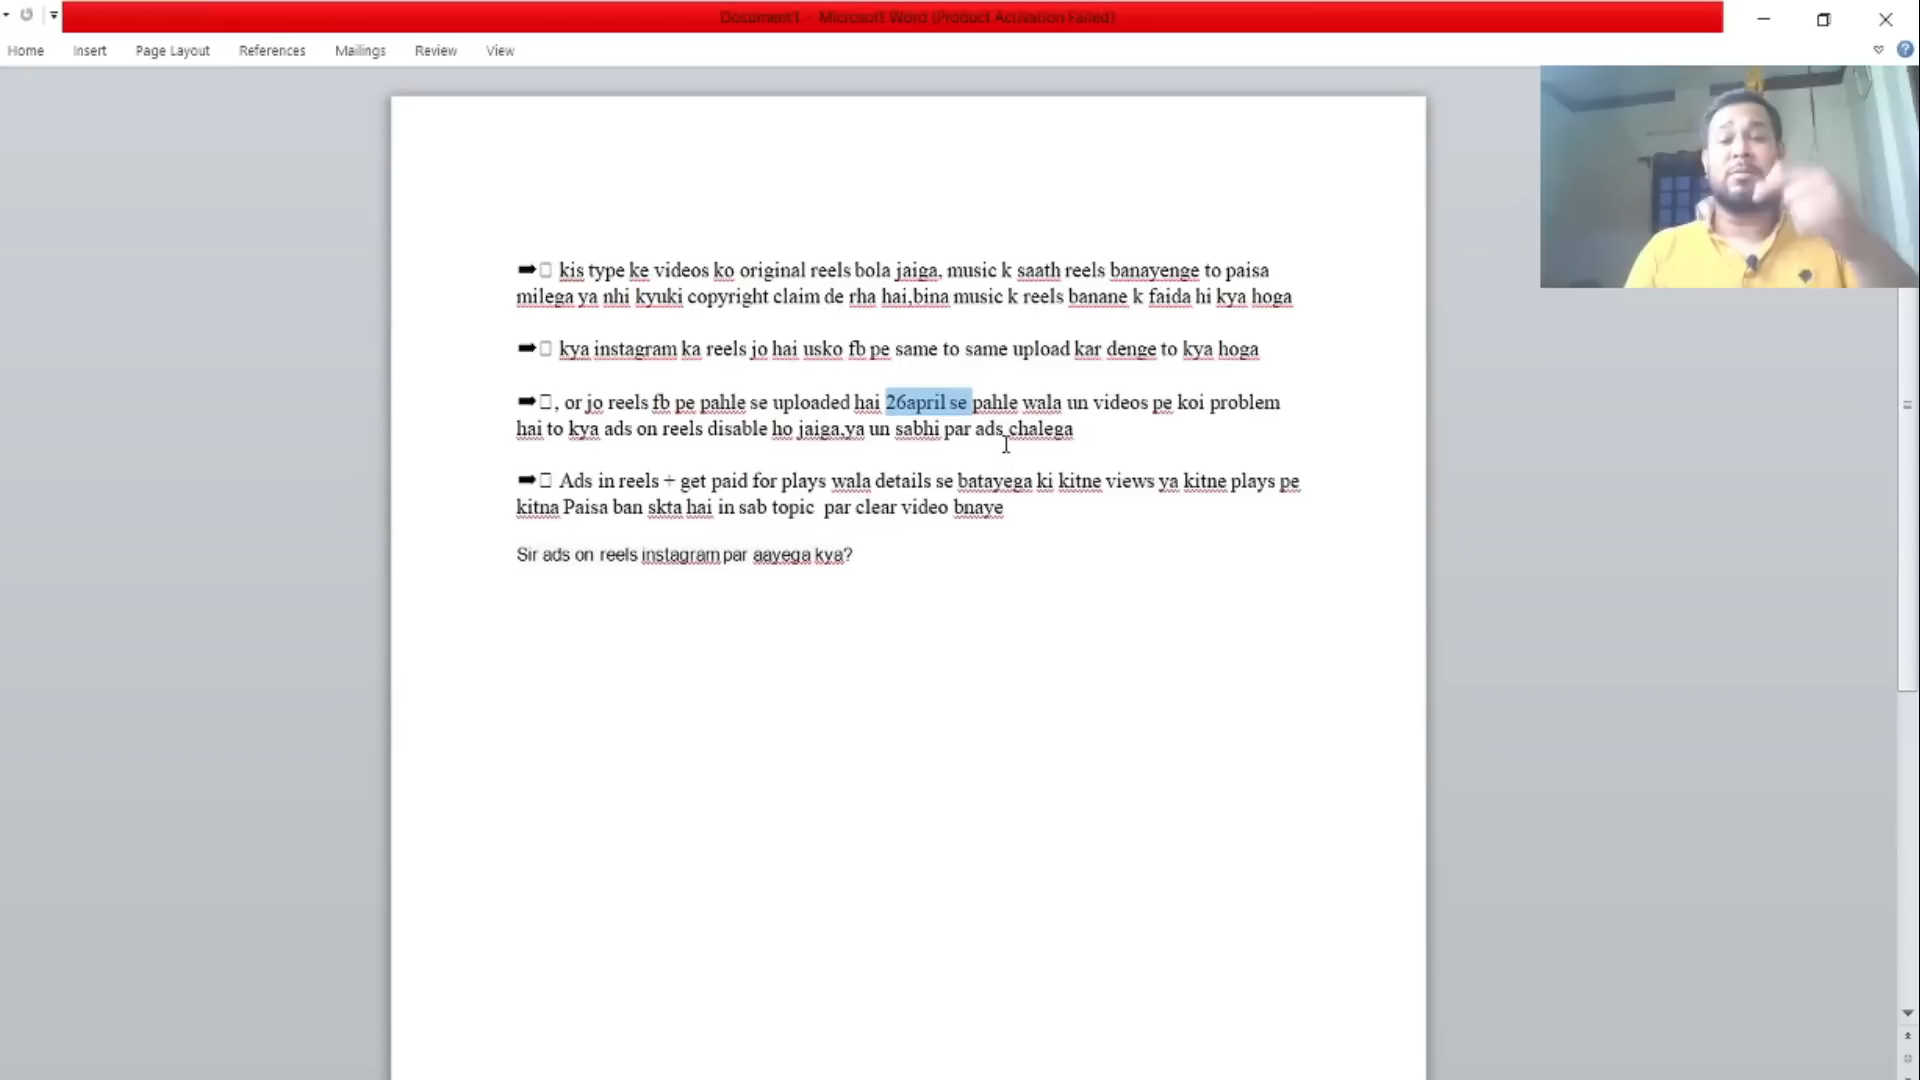 Document1 - Microsoft Word (Product Activation Failed)
Home Insert Page Layout References Mailings Review View
➡ kis type ke videos ko original reels bola jaiga, music k saath reels banayenge to paisa
milega ya nhi kyuki copyright claim de rha hai,bina music k reels banane k faida hi kya hoga
➡ kya instagram ka reels jo hai usko fb pe same to same upload kar denge to kya hoga
➡, or jo reels fb pe pahle se uploaded hai 26april se pahle wala un videos pe koi problem
hai to kya ads on reels disable ho jaiga,ya un sabhi par ads chalega
➡ Ads in reels + get paid for plays wala details se batayega ki kitne views ya kitne plays pe
kitna Paisa ban skta hai in sab topic  par clear video bnaye
Sir ads on reels instagram par aayega kya?